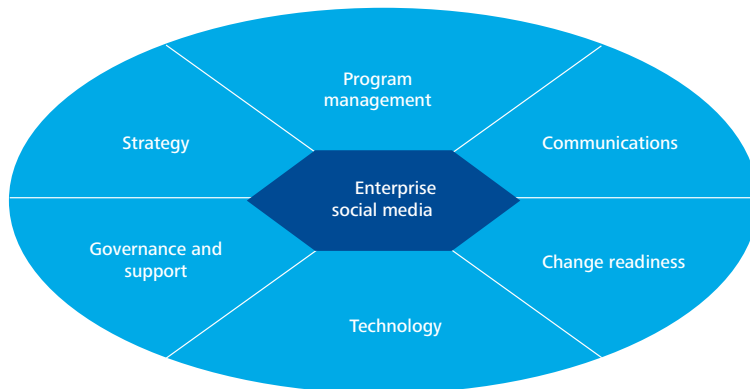 Program
management
Strategy
Communications
Enterprise
social media
Governance and
support
Change readiness
Technology